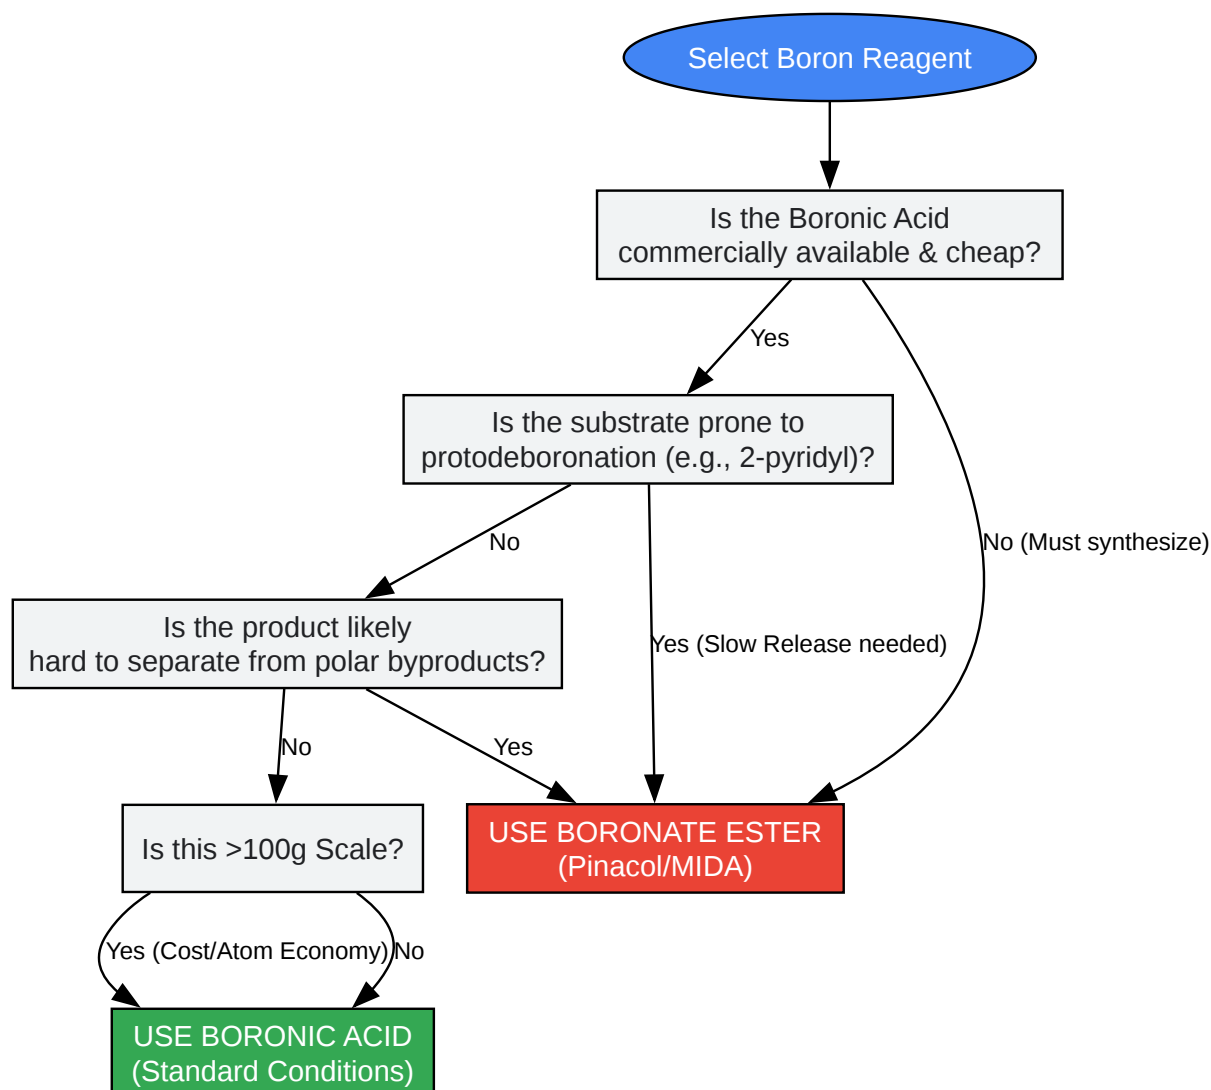 Select Boron Reagent
Is the Boronic Acid
commercially available & cheap?
Yes
Is the substrate prone to
protodeboronation (e.g., 2-pyridyl)?
No
No (Must synthesize)
Is the product likely
hard to separate from polar byproducts?
Yes (Slow Release needed)
No
Yes
Is this >100g Scale?
USE BORONATE ESTER
(Pinacol/MIDA)
Yes (Cost/Atom Economy)
No
USE BORONIC ACID
(Standard Conditions)